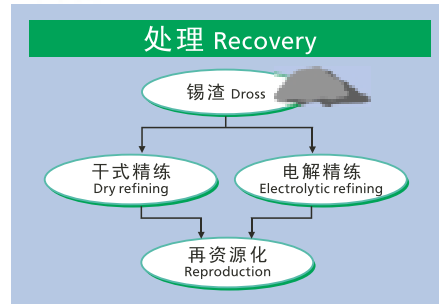 处理 Recovery
锡渣 Dross
干式精练
Dry refining
电解精练
Electrolytic refining
再资源化
Reproduction